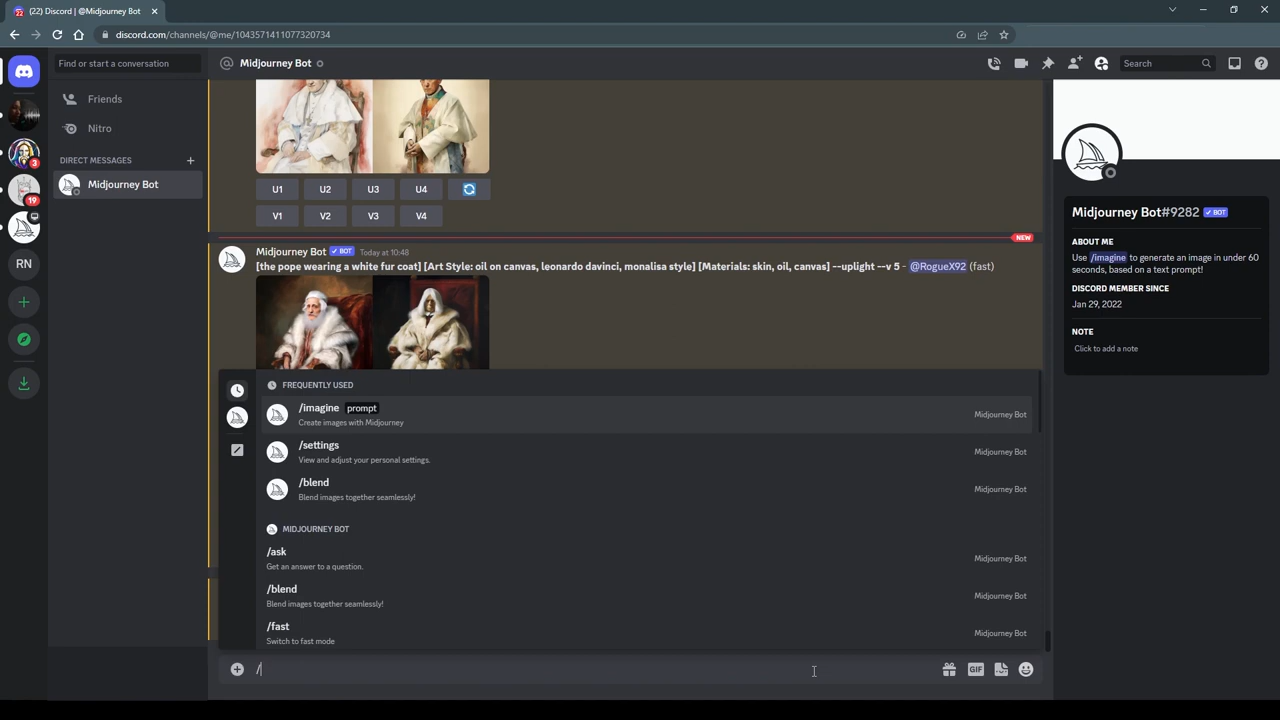 22
(22) Discord | @Midjourney Bot
discord.com/channels/@me/1043571411077320734
Find or start a conversation
@ Midjourney Bot
Search
Friends
Nitro
DIRECT MESSAGES
Midjourney Bot
3
19
RN
U1 U2 U3 U4
V1 V2 V3 V4
NEW
Midjourney Bot BOT Today at 10:48
[the pope wearing a white fur coat] [Art Style: oil on canvas, leonardo davinci, monalisa style] [Materials: skin, oil, canvas] --uplight --v 5 - @RogueX92 (fast)
FREQUENTLY USED
/imagine prompt
Create images with Midjourney
Midjourney Bot
/settings
View and adjust your personal settings.
Midjourney Bot
/blend
Blend images together seamlessly!
Midjourney Bot
MIDJOURNEY BOT
/ask
Get an answer to a question.
Midjourney Bot
/blend
Blend images together seamlessly!
Midjourney Bot
/fast
Switch to fast mode
Midjourney Bot
/
GIF
Midjourney Bot#9282 BOT
ABOUT ME
Use /imagine to generate an image in under 60
seconds, based on a text prompt!
DISCORD MEMBER SINCE
Jan 29, 2022
NOTE
Click to add a note